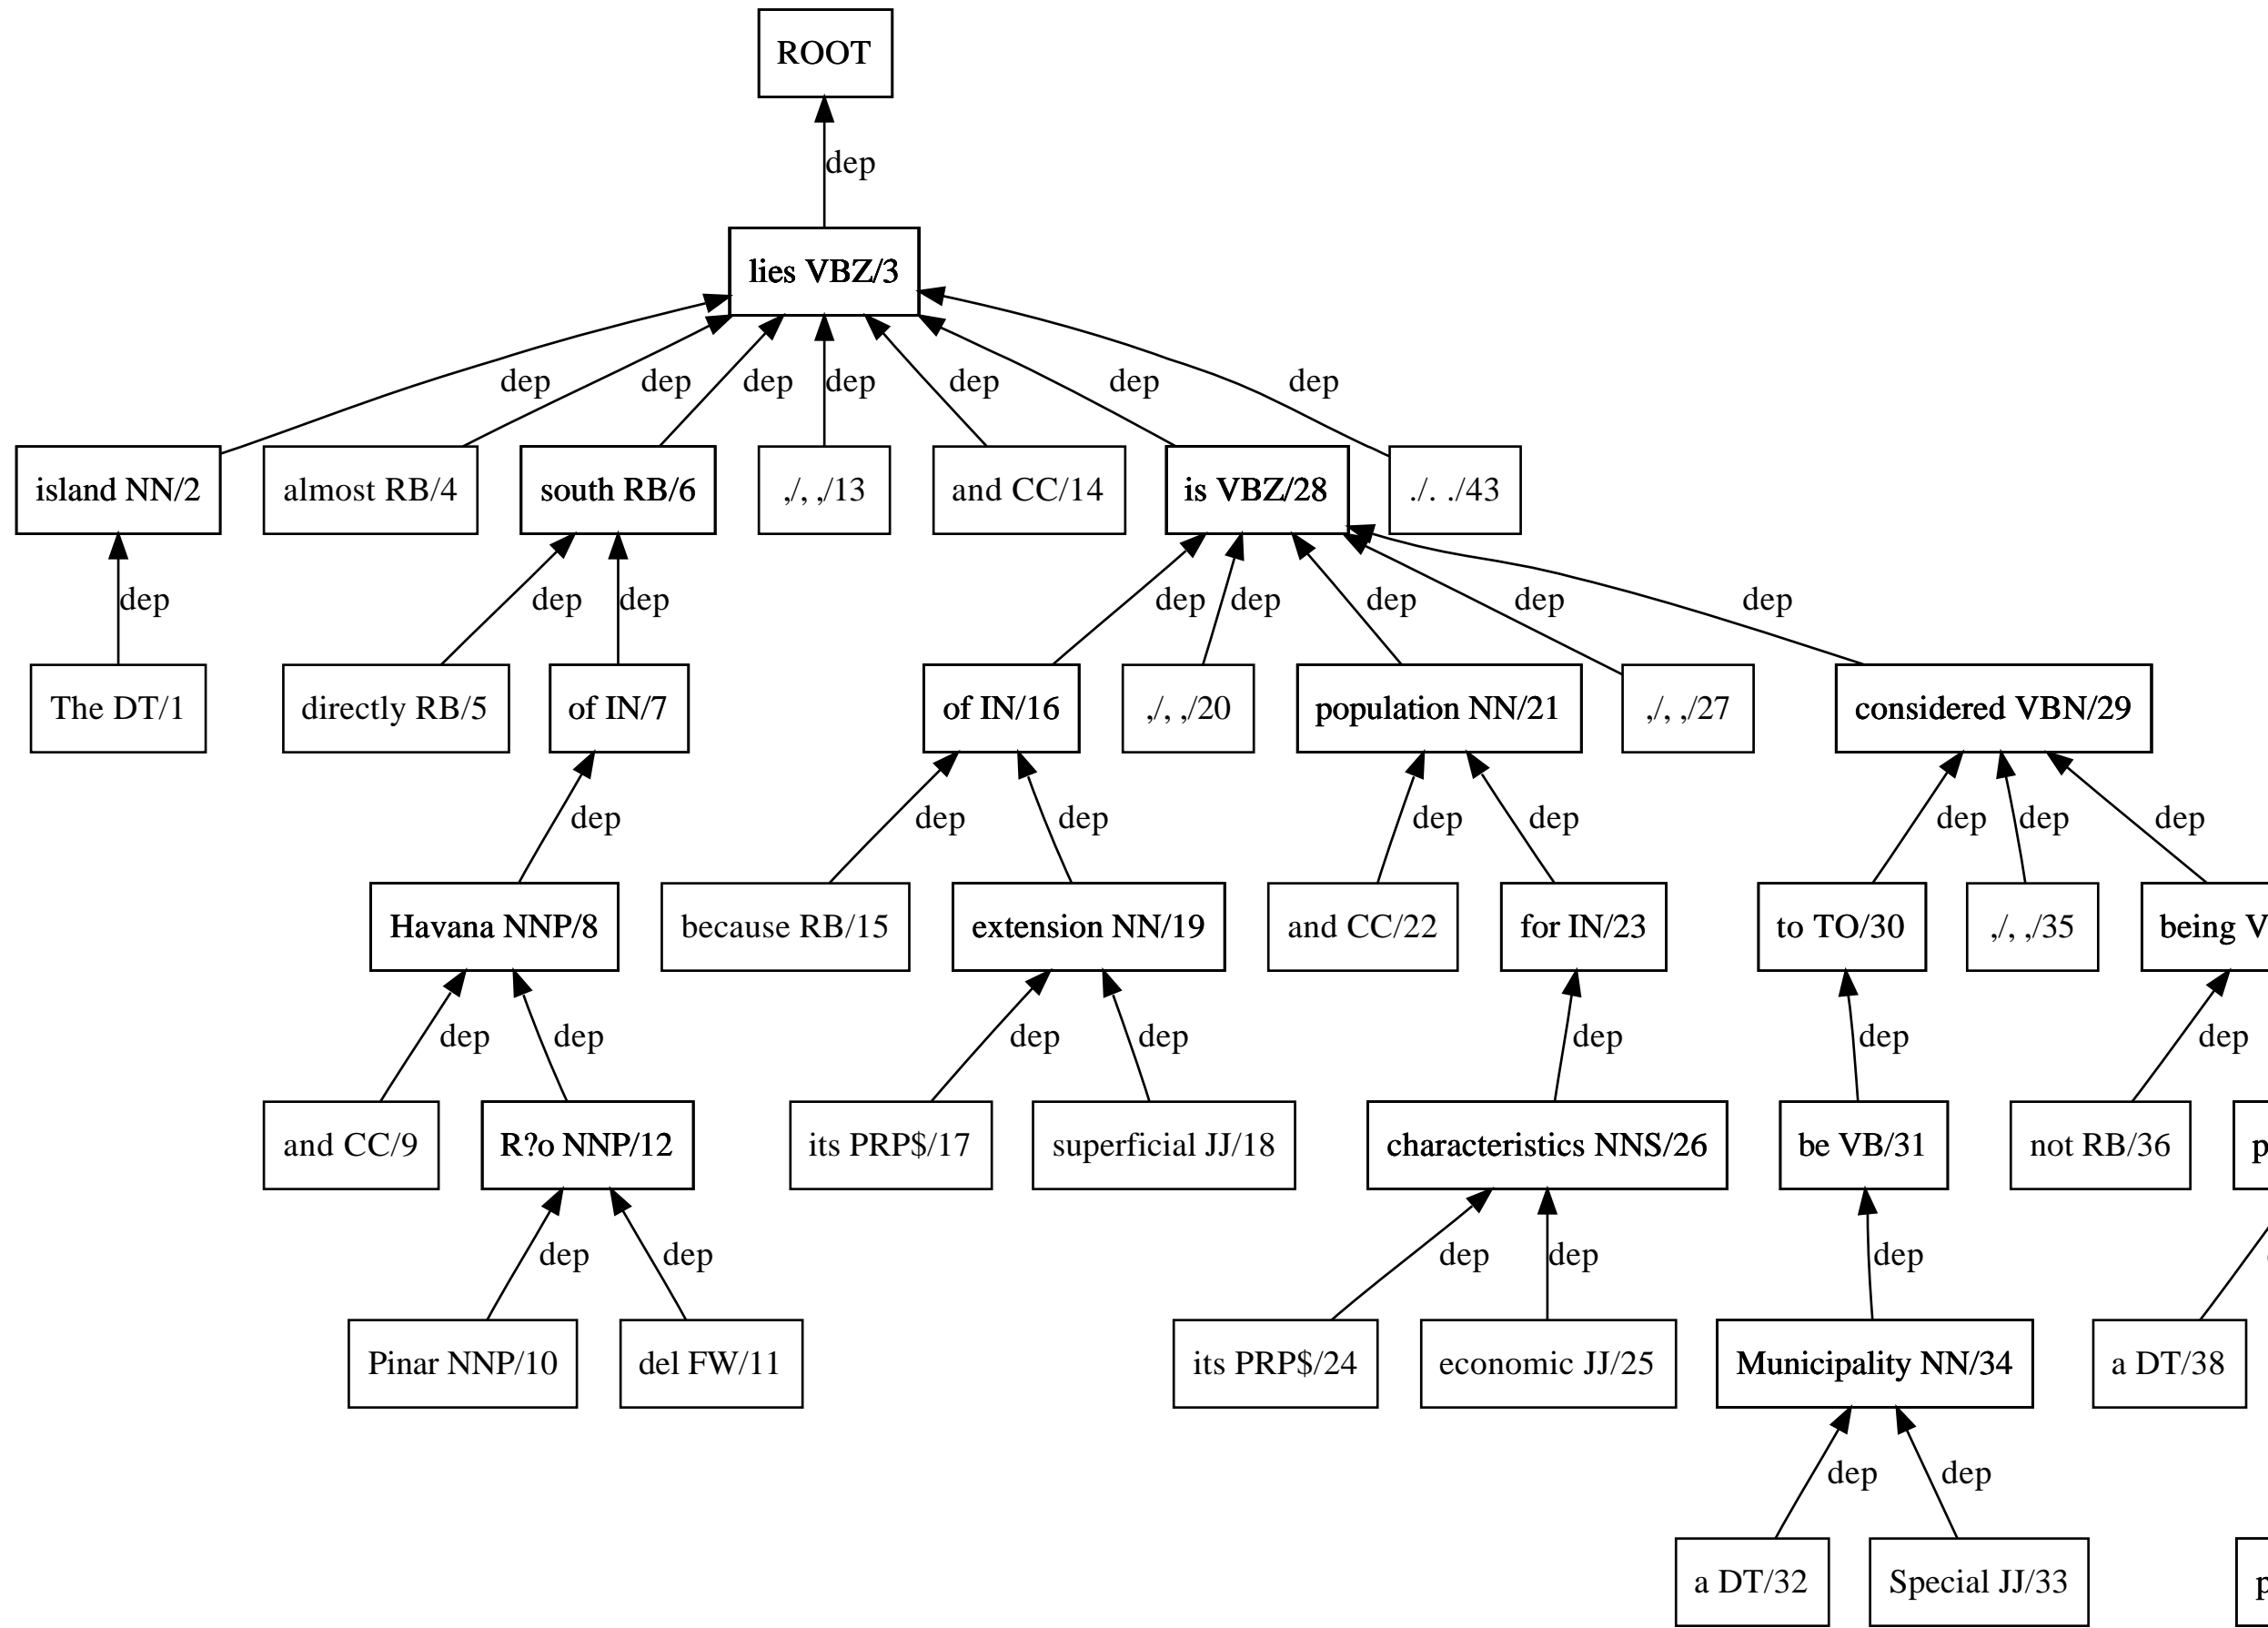 ROOT
dep
lies VBZ/3
dep dep dep dep dep dep dep
island NN/2 almost RB/4 south RB/6 ,/, ,/13 and CC/14 is VBZ/28 ./. ./43
dep dep dep dep dep dep dep dep
The DT/1 directly RB/5 of IN/7 of IN/16 ,/, ,/20 population NN/21 ,/, ,/27 considered VBN/29
dep dep dep dep dep dep dep dep
Havana NNP/8 because RB/15 extension NN/19 and CC/22 for IN/23 to TO/30 ,/, ,/35 being V
dep dep dep dep dep dep dep
and CC/9 R?o NNP/12 its PRP$/17 superficial JJ/18 characteristics NNS/26 be VB/31 not RB/36 p
dep dep dep dep dep
Pinar NNP/10 del FW/11 its PRP$/24 economic JJ/25 Municipality NN/34 a DT/38
dep dep
a DT/32 Special JJ/33 p